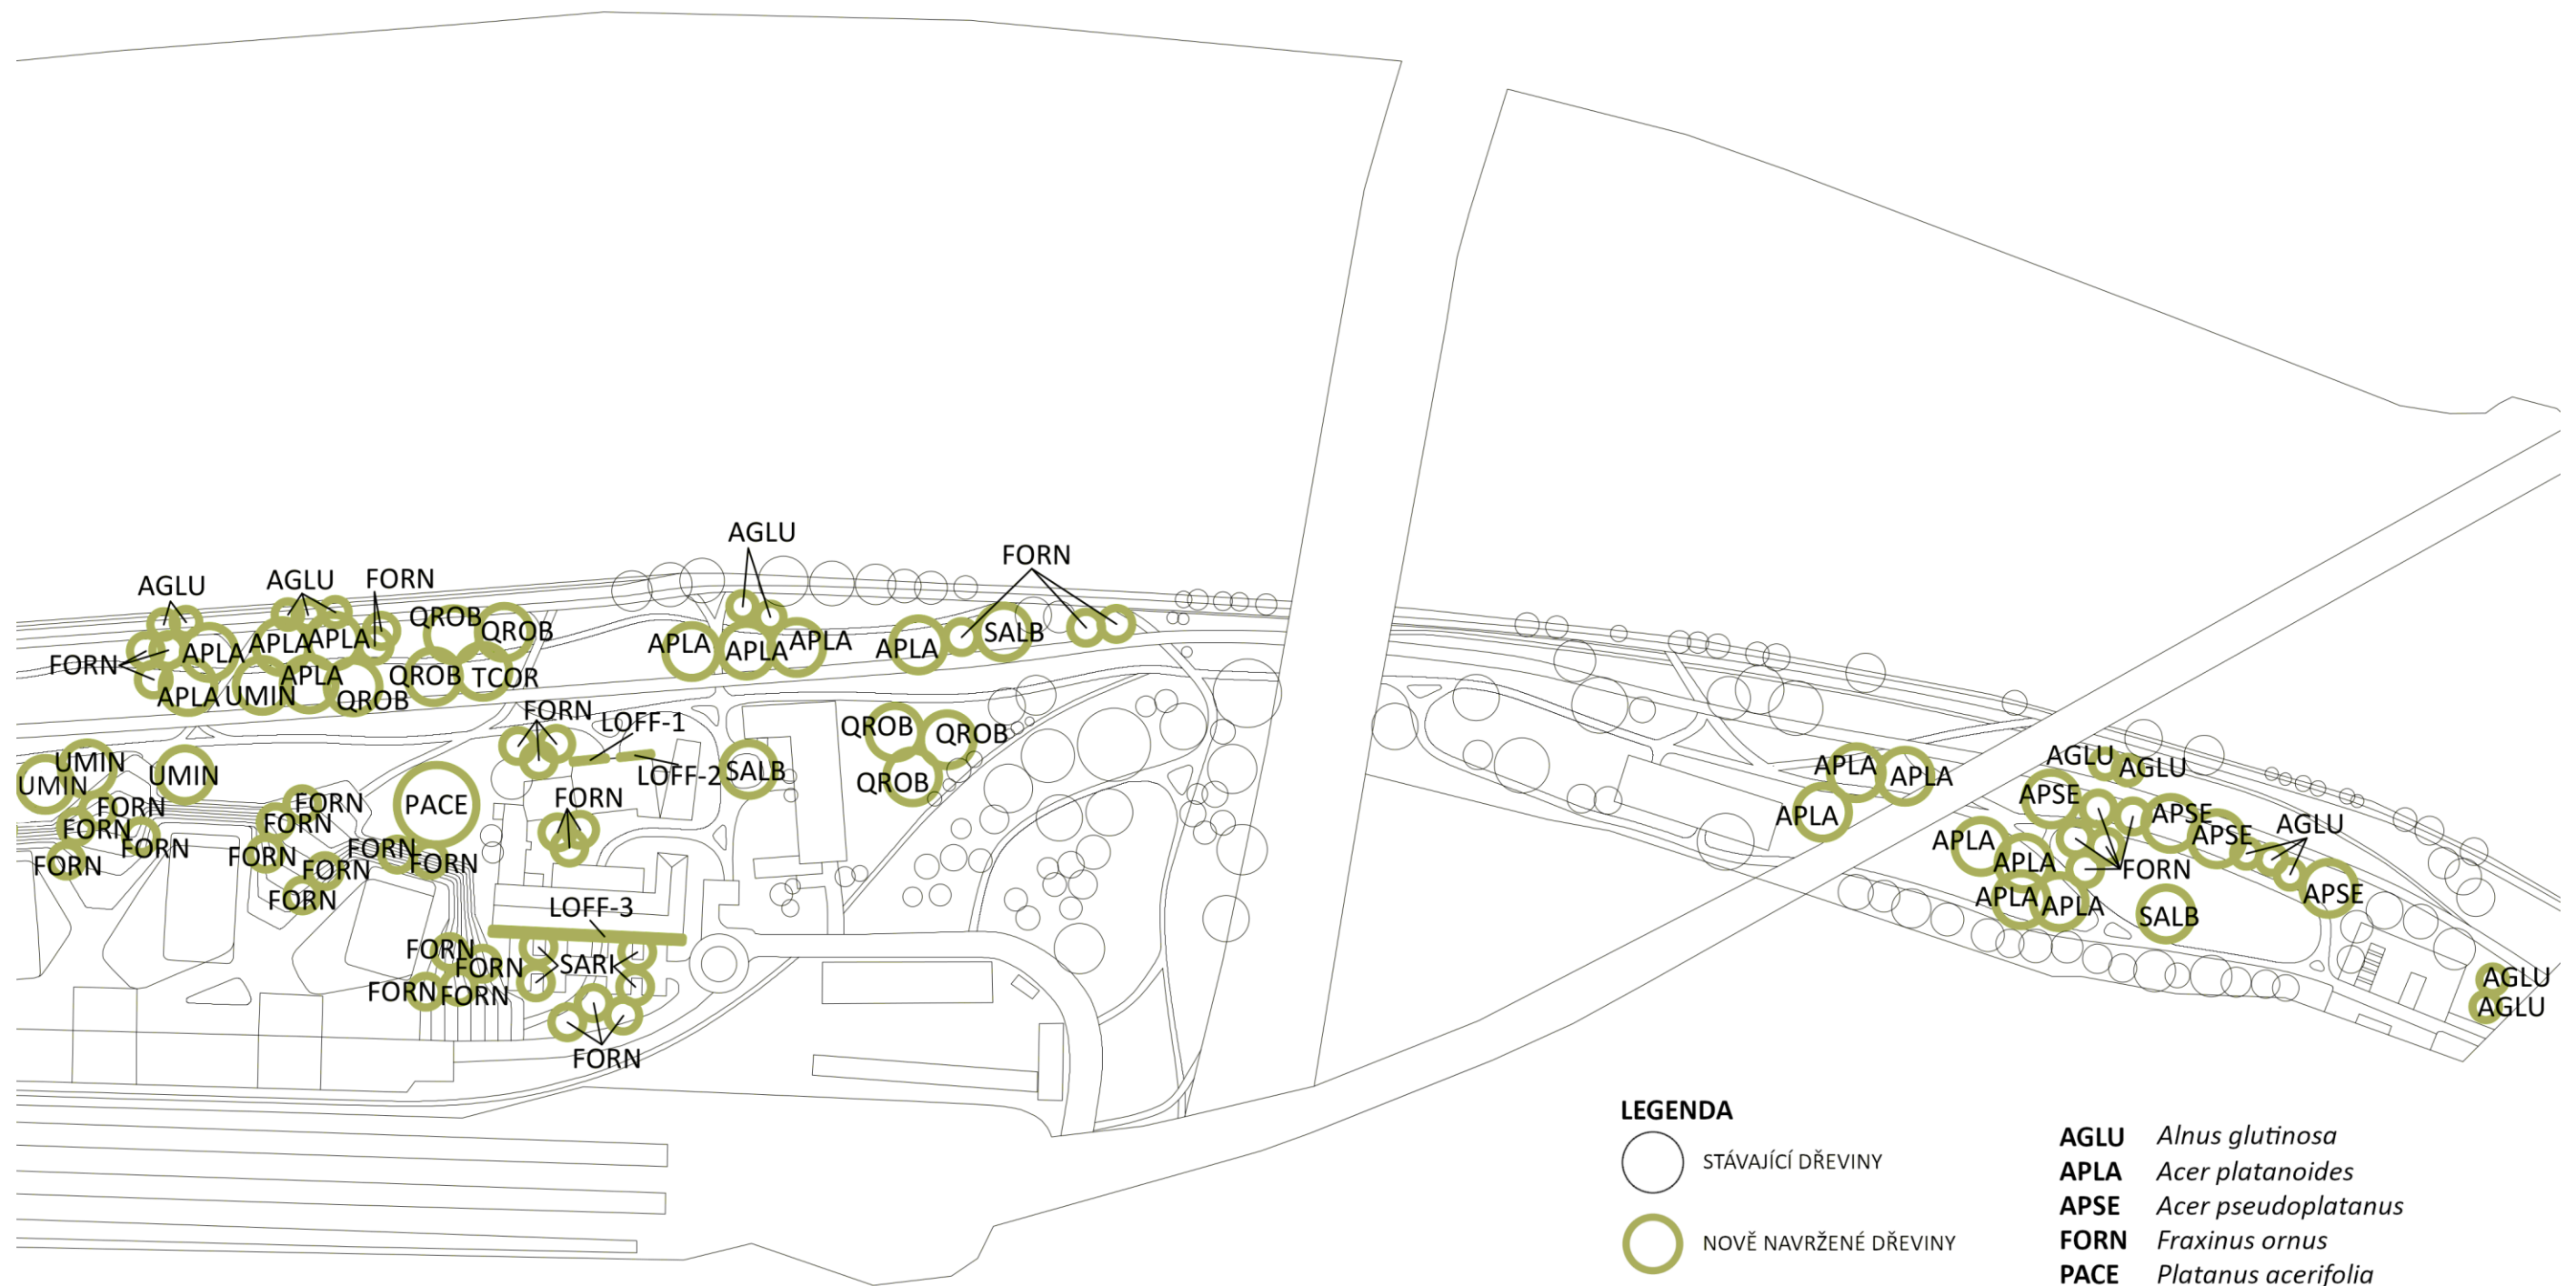 AGLU
FORN
AGLU
AGLU
FORN
AGLU
QROB
QROB
APLA
APLA
APLA
APLA
APLA
APLA
SALB
FORN
APLA
UMIN
APLA
QROB
QROB
TCOR
FORN
LOFF-1
QROB
QROB
LOFF-2
SALB
QROB
UMIN
UMIN
UMIN
PACE
FORN
FORN
FORN
FORN
FORN
FORN
FORN
FORN
FORN
FORN
FORN
FORN
FORN
LOFF-3
FORN
FORN
SARI
FORN
FORN
FORN
APLA
APLA
APLA
AGLU
AGLU
APSE
APSE
APSE
AGLU
APLA
APLA
FORN
APLA
APLA
SALB
APSE
AGLU
AGLU
LEGENDA
STÁVAJÍCÍ DŘEVINY
NOVĚ NAVRŽENÉ DŘEVINY
AGLU Alnus glutinosa
APLA Acer platanoides
APSE Acer pseudoplatanus
FORN Fraxinus ornus
PACE Platanus acerifolia